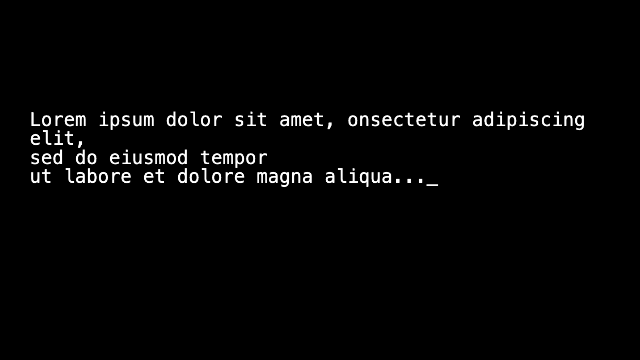 Lorem ipsum dolor sit amet, onsectetur adipiscing
elit,
sed do eiusmod tempor
ut labore et dolore magna aliqua..._